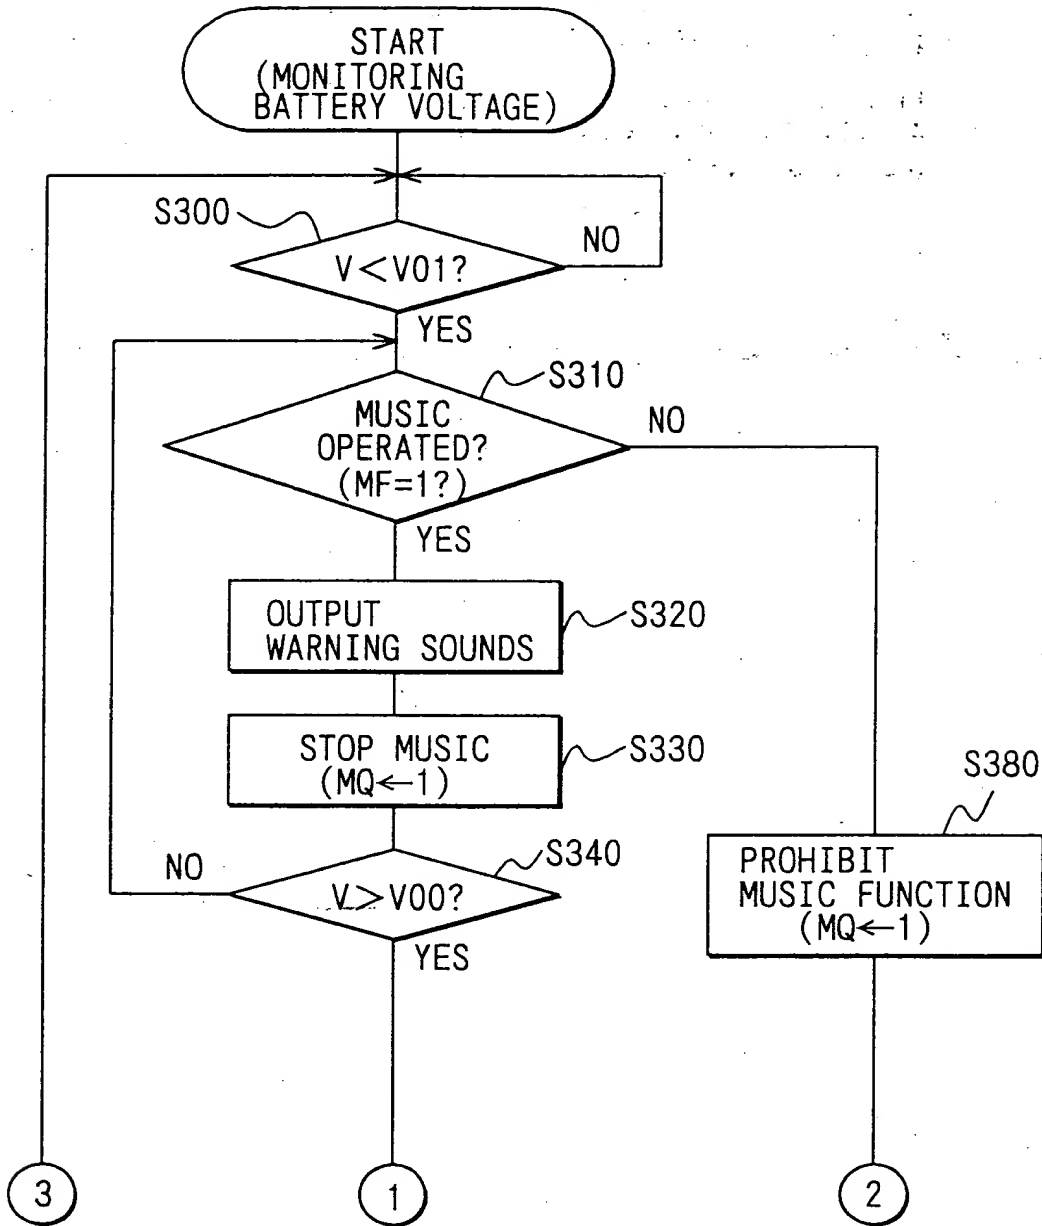 START
(MONITORING
BATTERY VOLTAGE)
S300
NO
V<V01?
YES
S310
MUSIC
OPERATED?
(MF=1?)
NO
YES
OUTPUT
WARNING SOUNDS
S320
STOP MUSIC
(MQ←1)
S330
S380
NO
S340
V>V00?
YES
PROHIBIT
MUSIC FUNCTION
(MQ←1)
3
1
2